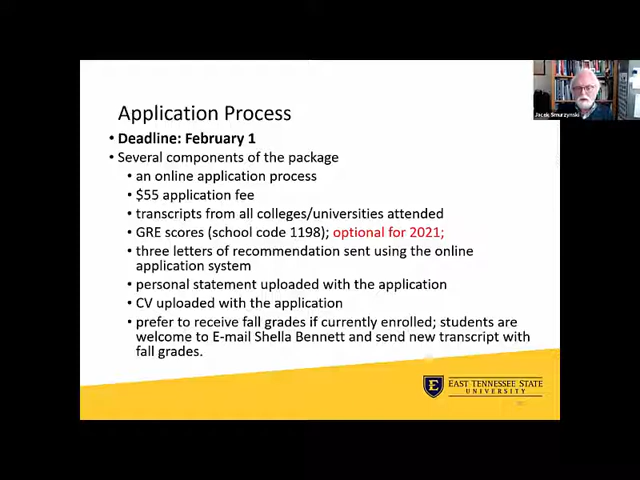 Application Process
• Deadline: February 1
• Several components of the package
• an online application process
• $55 application fee
• transcripts from all colleges/universities attended
• GRE scores (school code 1198); optional for 2021;
• three letters of recommendation sent using the online
application system
• personal statement uploaded with the application
• CV uploaded with the application
• prefer to receive fall grades if currently enrolled; students are
welcome to E-mail Shella Bennett and send new transcript with
fall grades.
Jacek Smurzynski
E
EAST TENNESSEE STATE
UNIVERSITY